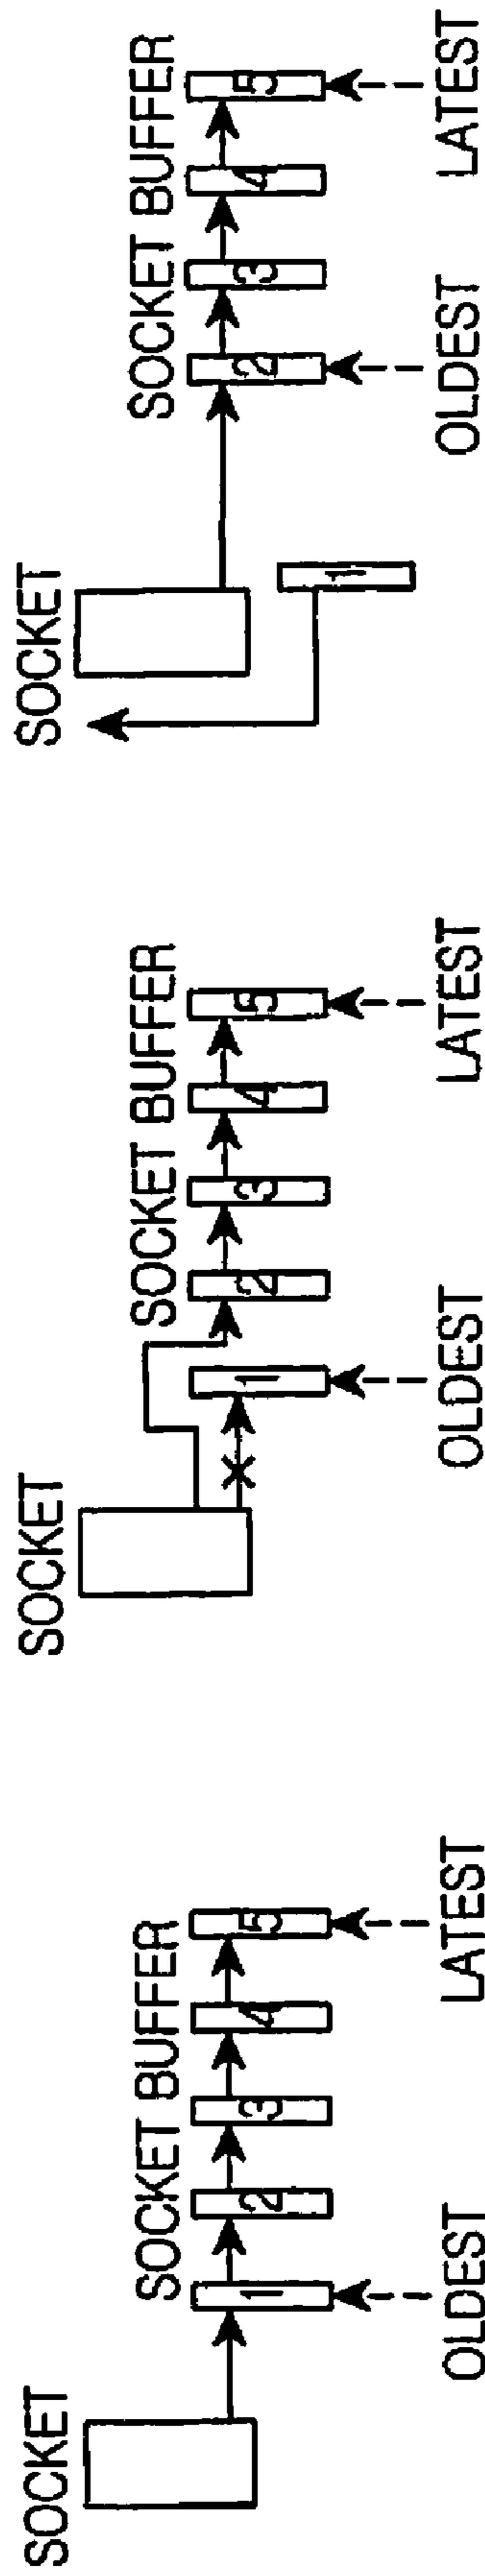 SOCKET
SOCKET BUFFER
1 2 3 4 5
OLDEST LATEST
SOCKET
SOCKET BUFFER
1 2 3 4 5
OLDEST LATEST
SOCKET
SOCKET BUFFER
2 3 4 5
1
OLDEST LATEST